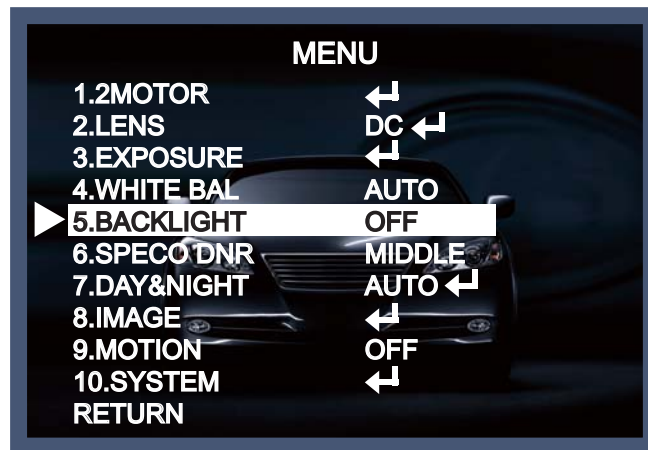 MENU
1.2MOTOR ↵
2.LENS DC ↵
3.EXPOSURE ↵
4.WHITE BAL AUTO
5.BACKLIGHT OFF
6.SPECO DNR MIDDLE
7.DAY&NIGHT AUTO ↵
8.IMAGE ↵
9.MOTION OFF
10.SYSTEM ↵
RETURN